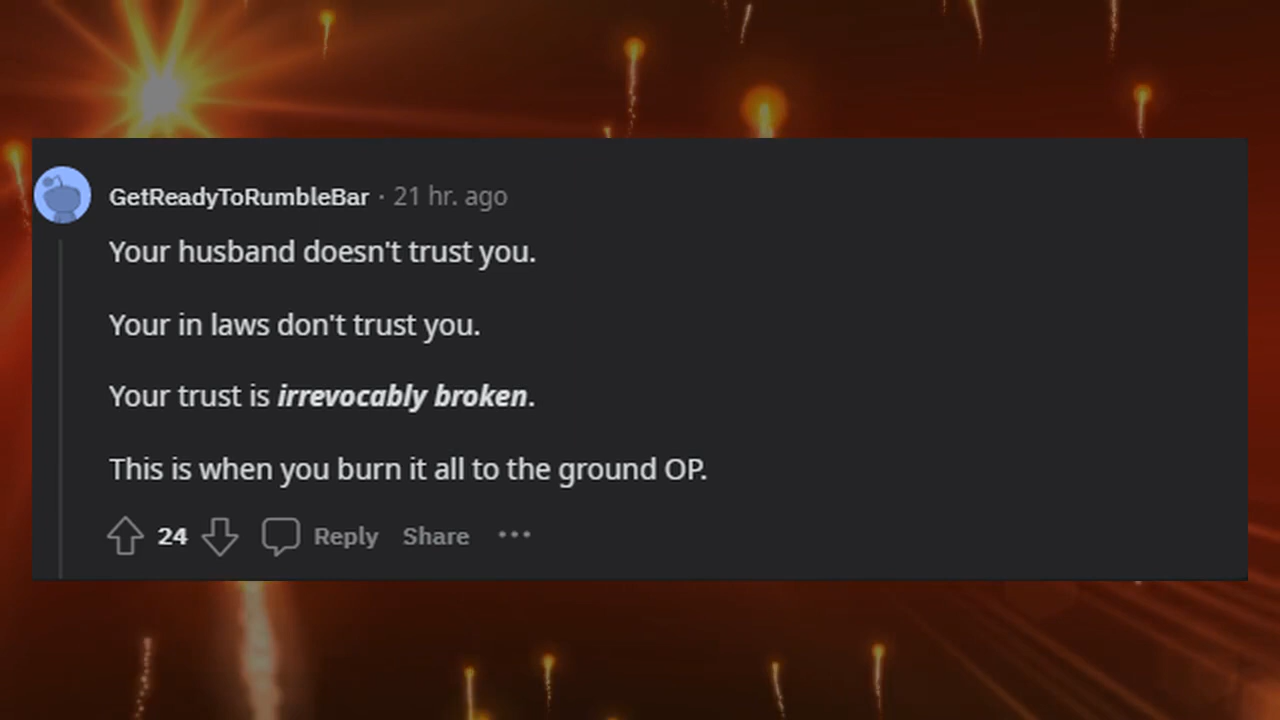 GetReadyToRumbleBar · 21 hr. ago
Your husband doesn't trust you.
Your in laws don't trust you.
Your trust is irrevocably broken.
This is when you burn it all to the ground OP.
24 Reply Share ···